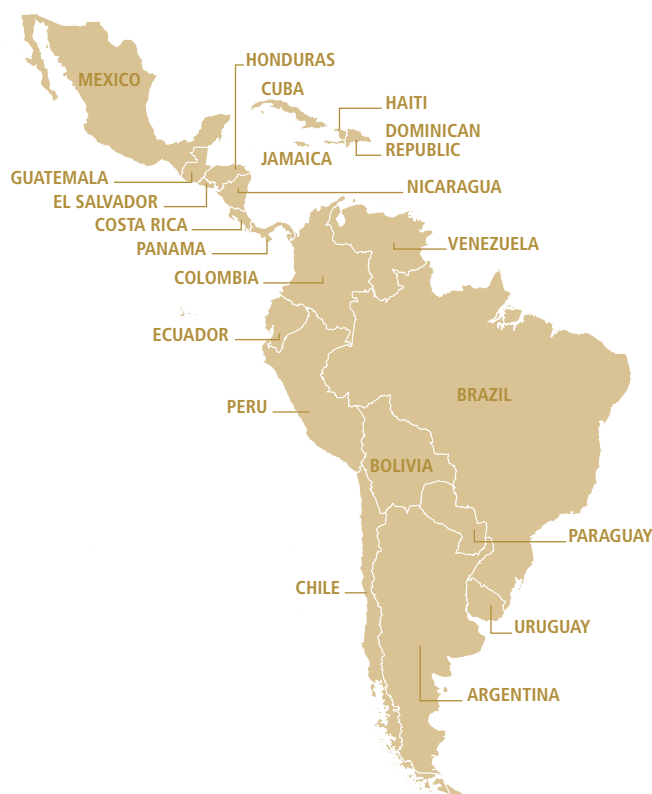 HONDURAS
MEXICO
CUBA
HAITI
DOMINICAN
REPUBLIC
JAMAICA
GUATEMALA
NICARAGUA
EL SALVADOR
COSTA RICA
PANAMA
VENEZUELA
COLOMBIA
ECUADOR
BRAZIL
PERU
BOLIVIA
PARAGUAY
CHILE
URUGUAY
ARGENTINA